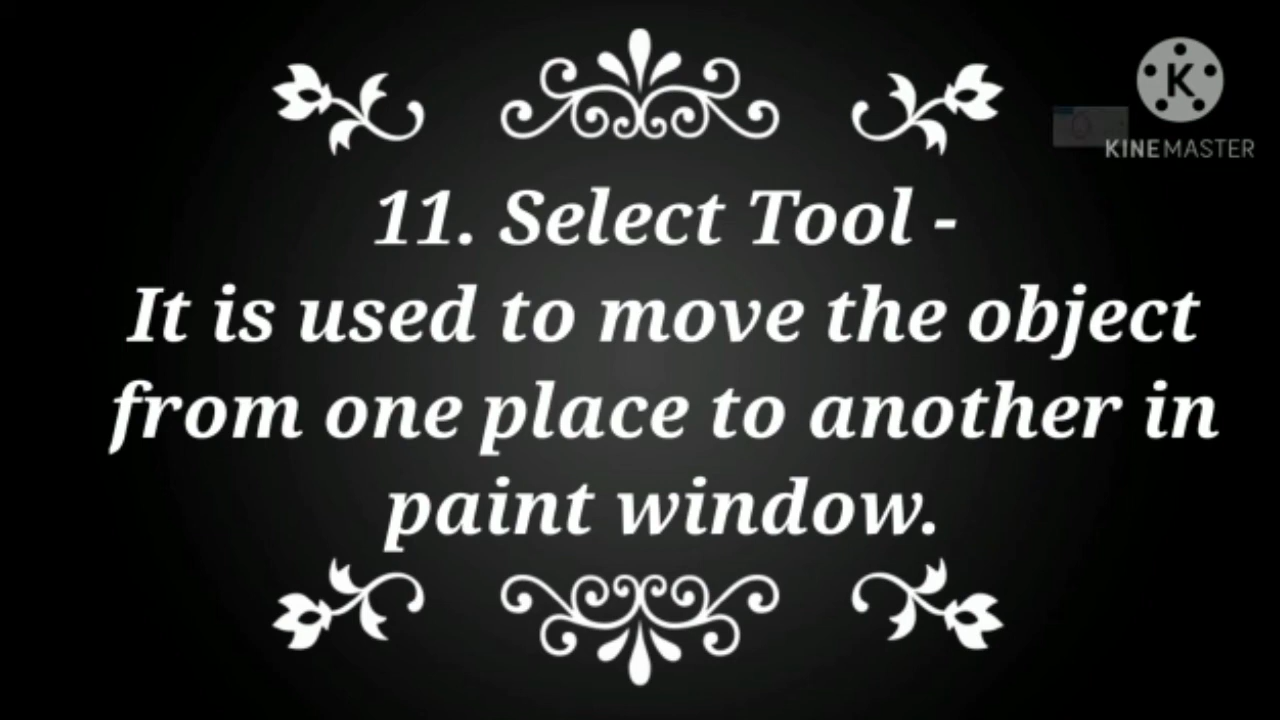 K
KINEMASTER
11. Select Tool -
It is used to move the object
from one place to another in
paint window.